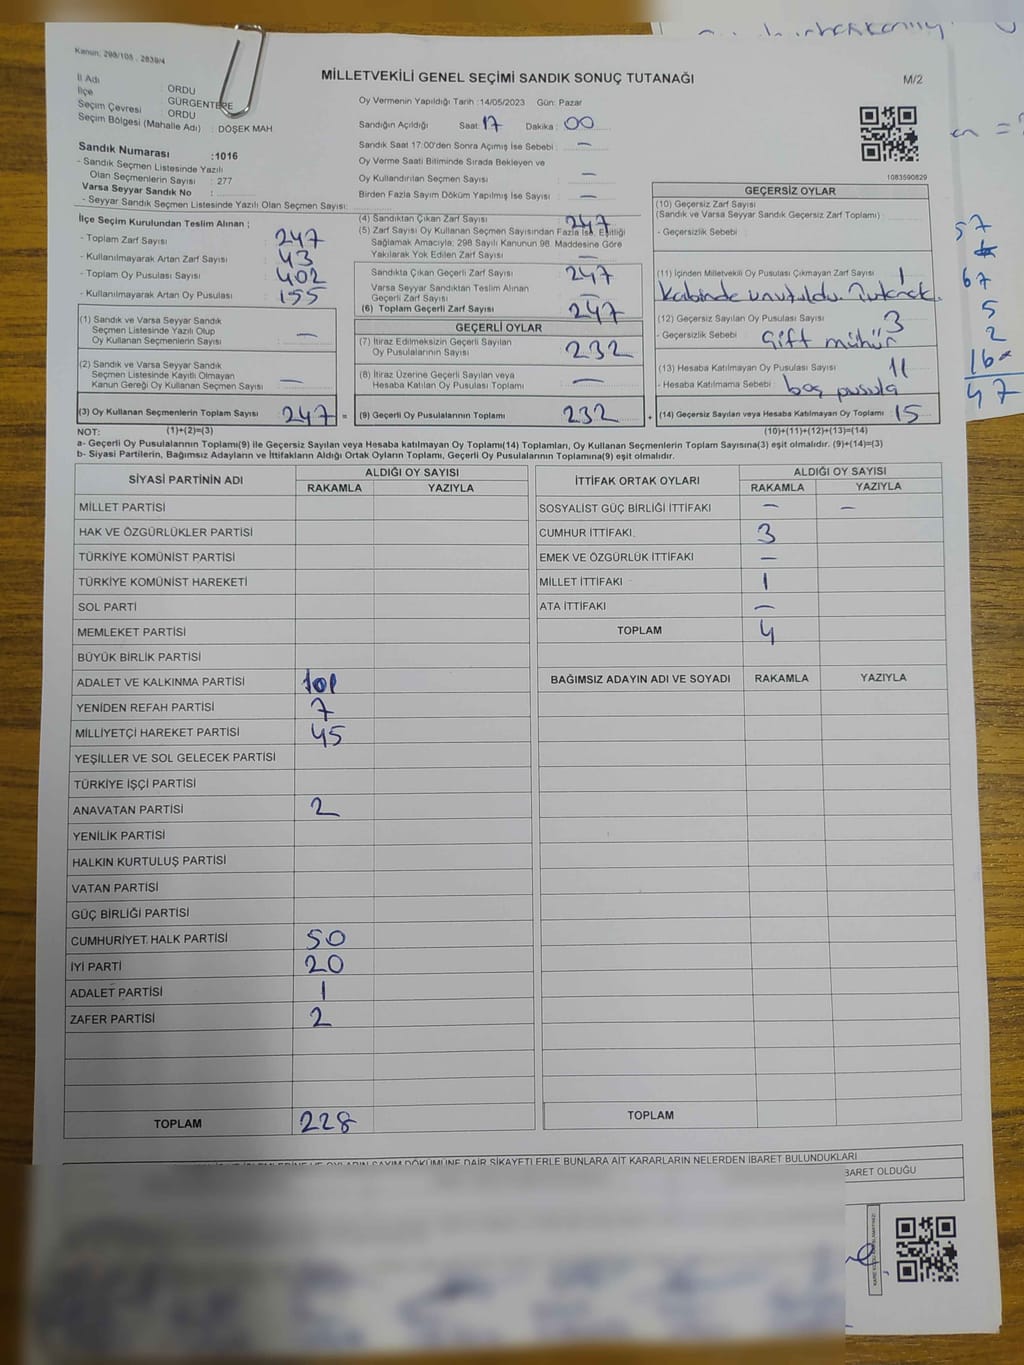 Kanun: 298/108 , 2839/4
MİLLETVEKİLİ GENEL SEÇİMİ SANDIK SONUÇ TUTANAĞI
M/2
İl Adı : ORDU
İlçe : GÜRGENTEPE
Seçim Çevresi : ORDU
Seçim Bölgesi (Mahalle Adı) : DÖŞEK MAH
Oy Vermenin Yapıldığı Tarih :14/05/2023 Gün: Pazar
Sandığın Açıldığı Saat: 17 Dakika : 00
Sandık Saat 17:00'den Sonra Açımış İse Sebebi : —
Oy Verme Saati Bitiminde Sırada Bekleyen ve
Oy Kullandırılan Seçmen Sayısı : —
Birden Fazla Sayım Döküm Yapılmış İse Sayısı : —
1083590829
Sandık Numarası :1016
- Sandık Seçmen Listesinde Yazılı
Olan Seçmenlerin Sayısı : 277
Varsa Seyyar Sandık No :
- Seyyar Sandık Seçmen Listesinde Yazılı Olan Seçmen Sayısı:
İlçe Seçim Kurulundan Teslim Alınan ;
- Toplam Zarf Sayısı : 247
- Kullanılmayarak Artan Zarf Sayısı : 43
- Toplam Oy Pusulası Sayısı : 402
- Kullanılmayarak Artan Oy Pusulası : 155
(1) Sandık ve Varsa Seyyar Sandık
Seçmen Listesinde Yazılı Olup
Oy Kullanan Seçmenlerin Sayısı : —
(2) Sandık ve Varsa Seyyar Sandık
Seçmen Listesinde Kayıtlı Olmayan
Kanun Gereği Oy Kullanan Seçmen Sayısı : —
(3) Oy Kullanan Seçmenlerin Toplam Sayısı 247 =
(4) Sandıktan Çıkan Zarf Sayısı : 247
(5) Zarf Sayısı Oy Kullanan Seçmen Sayısından Fazla İse, Eşitliği
Sağlamak Amacıyla; 298 Sayılı Kanunun 98. Maddesine Göre
Yakılarak Yok Edilen Zarf Sayısı : —
Sandıkta Çıkan Geçerli Zarf Sayısı : 247
Varsa Seyyar Sandıktan Teslim Alınan
Geçerli Zarf Sayısı : —
(6) Toplam Geçerli Zarf Sayısı : 247
GEÇERLİ OYLAR
(7) İtiraz Edilmeksizin Geçerli Sayılan
Oy Pusulalarının Sayısı : 232
(8) İtiraz Üzerine Geçerli Sayılan veya
Hesaba Katılan Oy Pusulası Toplamı : —
(9) Geçerli Oy Pusulalarının Toplamı : 232 +
GEÇERSİZ OYLAR
(10) Geçersiz Zarf Sayısı
(Sandık ve Varsa Seyyar Sandık Geçersiz Zarf Toplamı) :
- Geçersizlik Sebebi :
(11) İçinden Milletvekili Oy Pusulası Çıkmayan Zarf Sayısı : 1
Kabinde unutuldu. Tutanak.
(12) Geçersiz Sayılan Oy Pusulası Sayısı : 3
- Geçersizlik Sebebi : Çift mühür
(13) Hesaba Katılmayan Oy Pusulası Sayısı : 11
- Hesaba Katılmama Sebebi : boş pusula
(14) Geçersiz Sayılan veya Hesaba Katılmayan Oy Toplamı : 15
57
67
5
2
16
47
NOT: (1)+(2)=(3) (10)+(11)+(12)+(13)=(14)
a- Geçerli Oy Pusulalarının Toplamı(9) ile Geçersiz Sayılan veya Hesaba katılmayan Oy Toplamı(14) Toplamları, Oy Kullanan Seçmenlerin Toplam Sayısına(3) eşit olmalıdır. (9)+(14)=(3)
b- Siyasi Partilerin, Bağımsız Adayların ve İttifakların Aldığı Ortak Oyların Toplamı, Geçerli Oy Pusulalarının Toplamına(9) eşit olmalıdır.
SİYASİ PARTİNİN ADI ALDIĞI OY SAYISI
RAKAMLA YAZIYLA
MİLLET PARTİSİ
HAK VE ÖZGÜRLÜKLER PARTİSİ
TÜRKİYE KOMÜNİST PARTİSİ
TÜRKİYE KOMÜNİST HAREKETİ
SOL PARTİ
MEMLEKET PARTİSİ
BÜYÜK BİRLİK PARTİSİ
ADALET VE KALKINMA PARTİSİ 101
YENİDEN REFAH PARTİSİ 7
MİLLİYETÇİ HAREKET PARTİSİ 45
YEŞİLLER VE SOL GELECEK PARTİSİ
TÜRKİYE İŞÇİ PARTİSİ
ANAVATAN PARTİSİ 2
YENİLİK PARTİSİ
HALKIN KURTULUŞ PARTİSİ
VATAN PARTİSİ
GÜÇ BİRLİĞİ PARTİSİ
CUMHURİYET HALK PARTİSİ 50
İYİ PARTİ 20
ADALET PARTİSİ 1
ZAFER PARTİSİ 2
TOPLAM 228
İTTİFAK ORTAK OYLARI ALDIĞI OY SAYISI
RAKAMLA YAZIYLA
SOSYALİST GÜÇ BİRLİĞİ İTTİFAKI — —
CUMHUR İTTİFAKI 3
EMEK VE ÖZGÜRLÜK İTTİFAKI —
MİLLET İTTİFAKI 1
ATA İTTİFAKI —
TOPLAM 4
BAĞIMSIZ ADAYIN ADI VE SOYADI RAKAMLA YAZIYLA
TOPLAM
OYLARIN SAYIM DÖKÜMÜNE DAİR ŞİKAYETLERLE BUNLARA AİT KARARLARIN NELERDEN İBARET BULUNDUKLARI
İBARET OLDUĞU